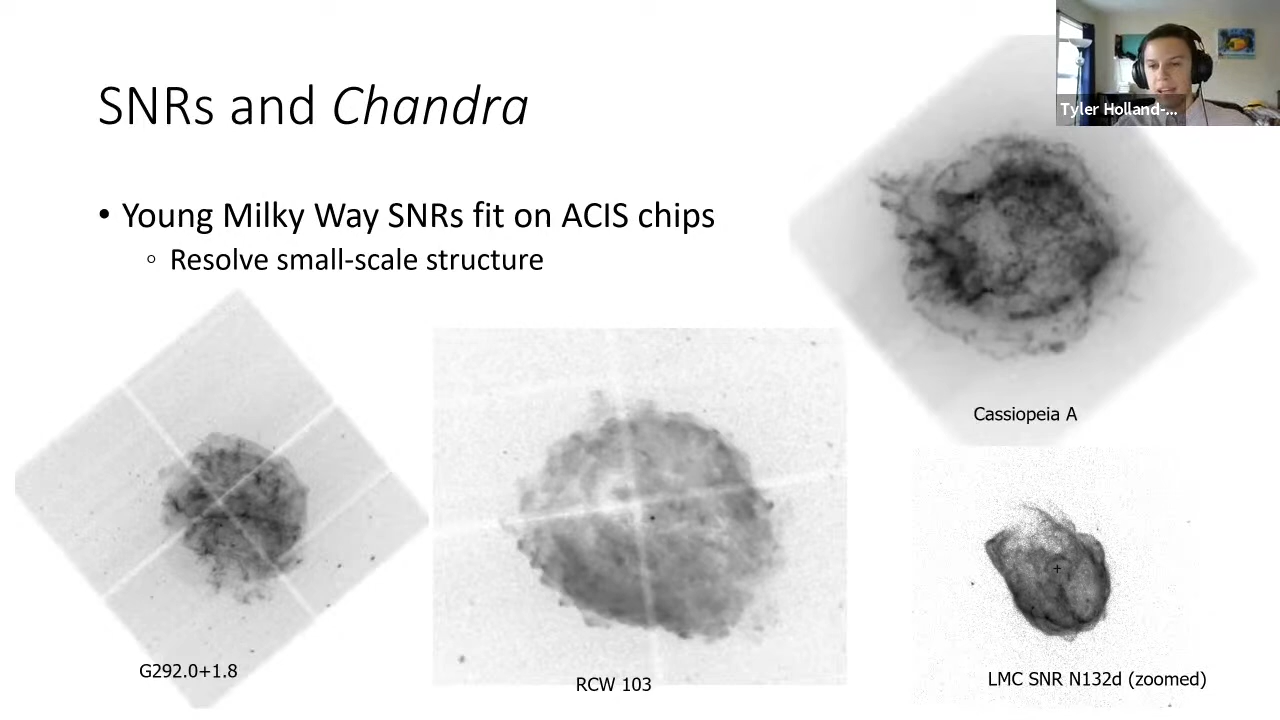 SNRs and Chandra
Tyler Holland-...
• Young Milky Way SNRs fit on ACIS chips
◦ Resolve small-scale structure
Cassiopeia A
G292.0+1.8
RCW 103
LMC SNR N132d (zoomed)